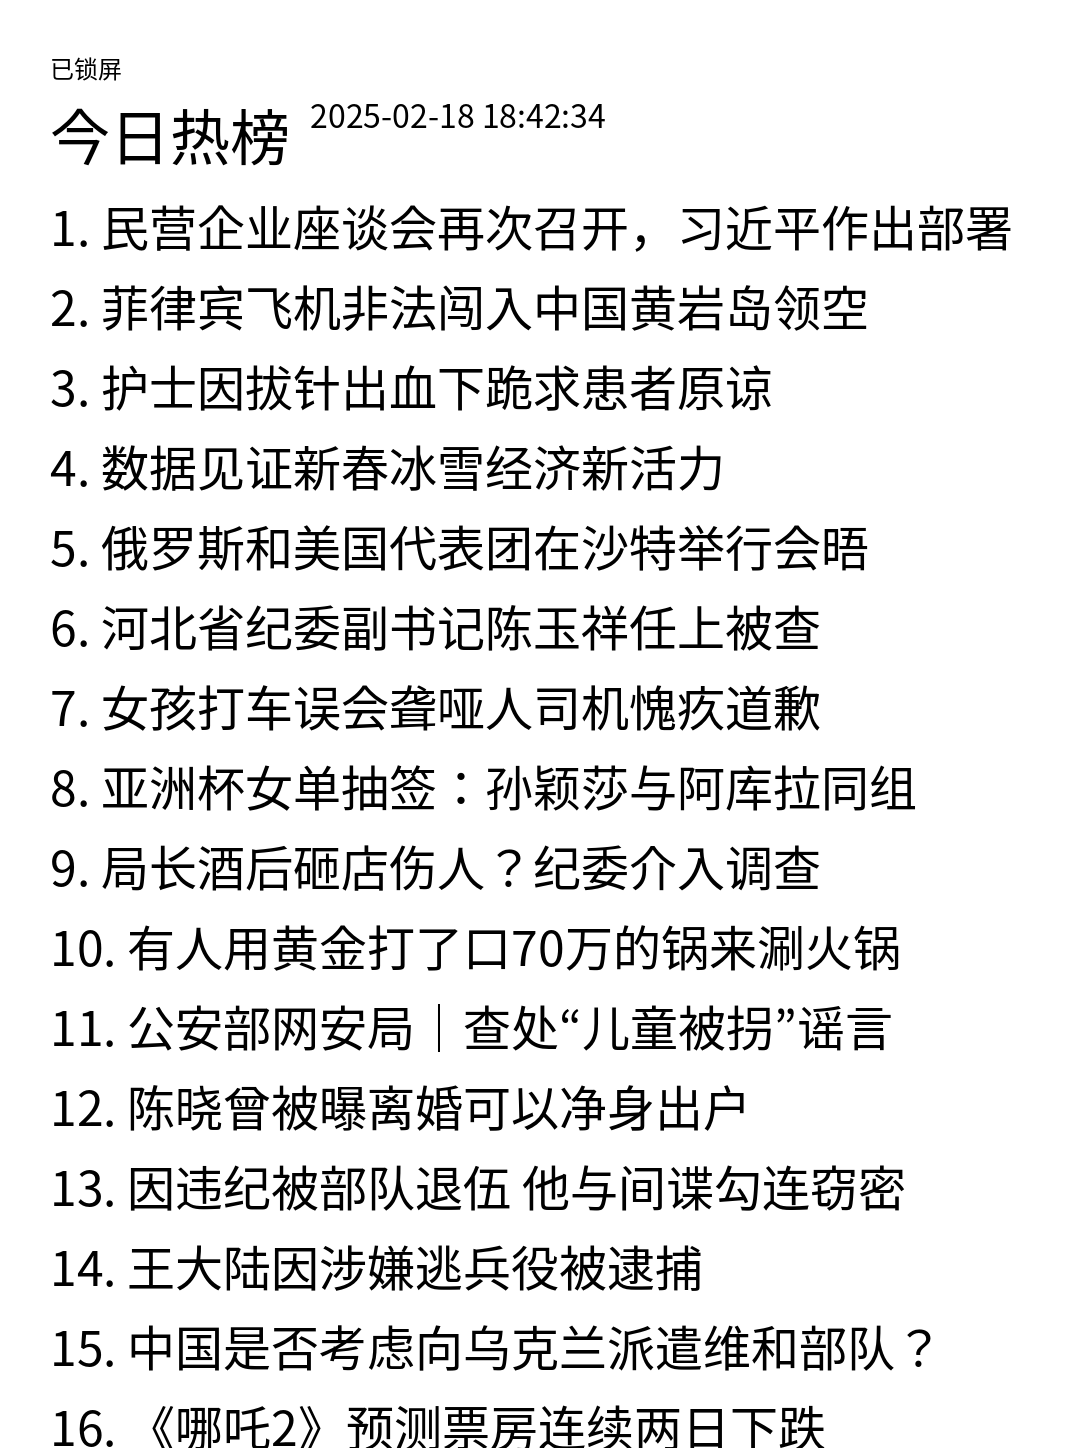 已锁屏
今日热榜 2025-02-18 18:42:34
1. 民营企业座谈会再次召开，习近平作出部署
2. 菲律宾飞机非法闯入中国黄岩岛领空
3. 护士因拔针出血下跪求患者原谅
4. 数据见证新春冰雪经济新活力
5. 俄罗斯和美国代表团在沙特举行会晤
6. 河北省纪委副书记陈玉祥任上被查
7. 女孩打车误会聋哑人司机愧疚道歉
8. 亚洲杯女单抽签：孙颖莎与阿库拉同组
9. 局长酒后砸店伤人？纪委介入调查
10. 有人用黄金打了口70万的锅来涮火锅
11. 公安部网安局｜查处“儿童被拐”谣言
12. 陈晓曾被曝离婚可以净身出户
13. 因违纪被部队退伍 他与间谍勾连窃密
14. 王大陆因涉嫌逃兵役被逮捕
15. 中国是否考虑向乌克兰派遣维和部队？
16. 《哪吒2》预测票房连续两日下跌